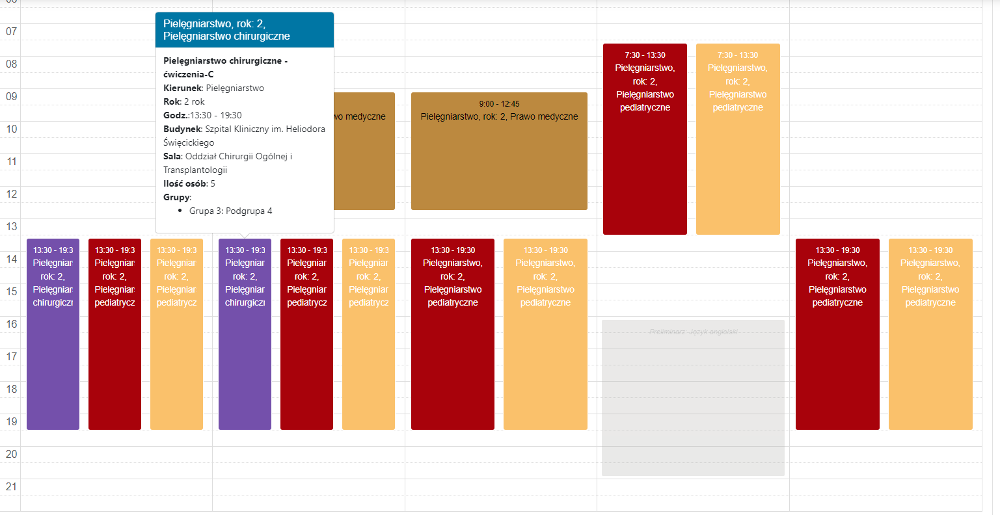 07
08
09
10
11
12
13
14
15
16
17
18
19
20
21
Pielęgniarstwo, rok: 2,
Pielęgniarstwo chirurgiczne
Pielęgniarstwo chirurgiczne -
ćwiczenia-C
Kierunek: Pielęgniarstwo
Rok: 2 rok
Godz.:13:30 - 19:30
Budynek: Szpital Kliniczny im. Heliodora
Święcickiego
Sala: Oddział Chirurgii Ogólnej i
Transplantologii
Ilość osób: 5
Grupy:
• Grupa 3: Podgrupa 4
wo medyczne
9:00 - 12:45
Pielęgniarstwo, rok: 2, Prawo medyczne
7:30 - 13:30
Pielęgniarstwo,
rok: 2,
Pielęgniarstwo
pediatryczne
7:30 - 13:30
Pielęgniarstwo,
rok: 2,
Pielęgniarstwo
pediatryczne
13:30 - 19:3
Pielęgniar
rok: 2,
Pielęgniar
chirurgiczn
13:30 - 19:3
Pielęgniar
rok: 2,
Pielęgniar
pediatrycz
13:30 - 19:3
Pielęgniar
rok: 2,
Pielęgniar
pediatrycz
13:30 - 19:3
Pielęgniar
rok: 2,
Pielęgniar
chirurgiczn
13:30 - 19:3
Pielęgniar
rok: 2,
Pielęgniar
pediatrycz
13:30 - 19:3
Pielęgniar
rok: 2,
Pielęgniar
pediatrycz
13:30 - 19:30
Pielęgniarstwo,
rok: 2,
Pielęgniarstwo
pediatryczne
13:30 - 19:30
Pielęgniarstwo,
rok: 2,
Pielęgniarstwo
pediatryczne
Preliminarz: Język angielski
13:30 - 19:30
Pielęgniarstwo,
rok: 2,
Pielęgniarstwo
pediatryczne
13:30 - 19:30
Pielęgniarstwo,
rok: 2,
Pielęgniarstwo
pediatryczne